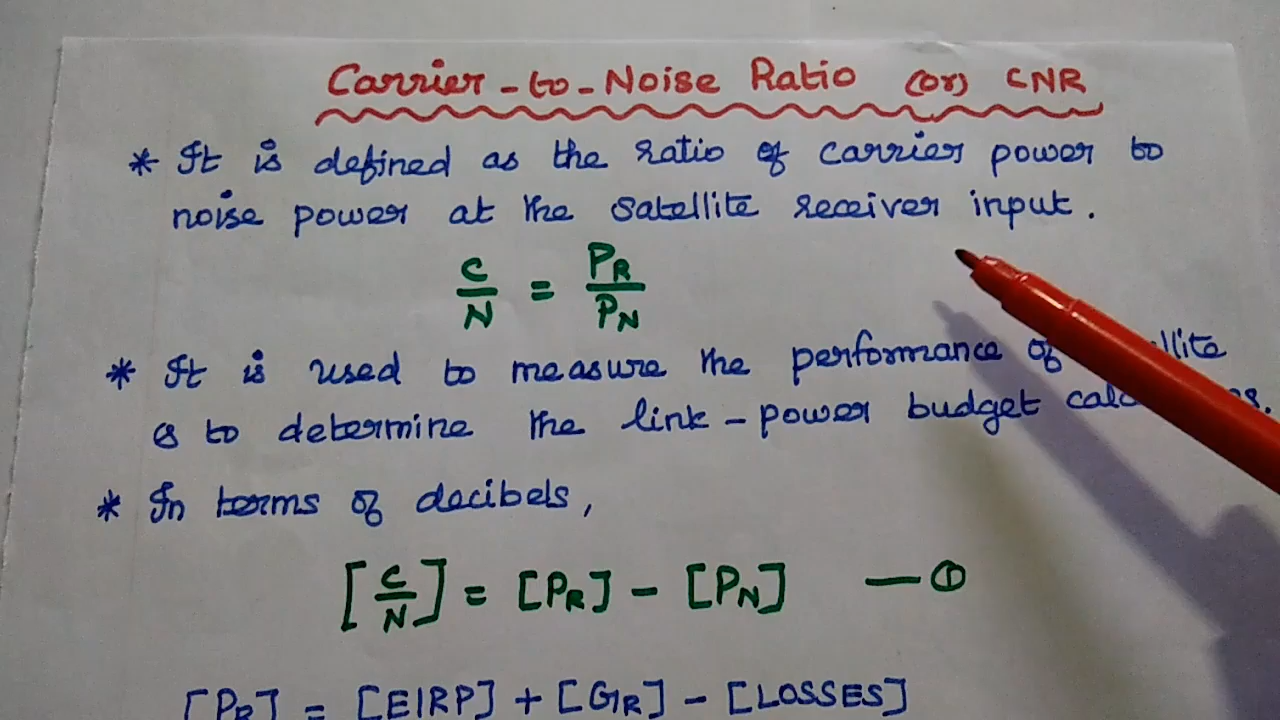 Carrier-to-Noise Ratio (or) CNR
* It is defined as the ratio of carrier power to
noise power at the satellite receiver input.
C/N = PR/PN
* It is used to measure the performance of
& to determine the link-power budget
* In terms of decibels,
[C/N] = [PR] - [PN] — ①
[PR] = [EIRP] + [GR] - [LOSSES]